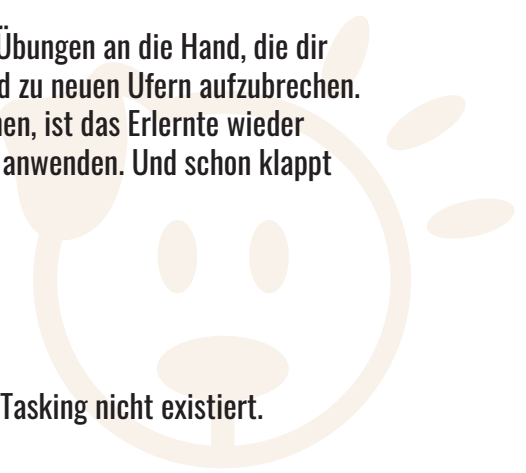 Übungen an die Hand, die dir
d zu neuen Ufern aufzubrechen.
nen, ist das Erlernte wieder
anwenden. Und schon klappt
Tasking nicht existiert.